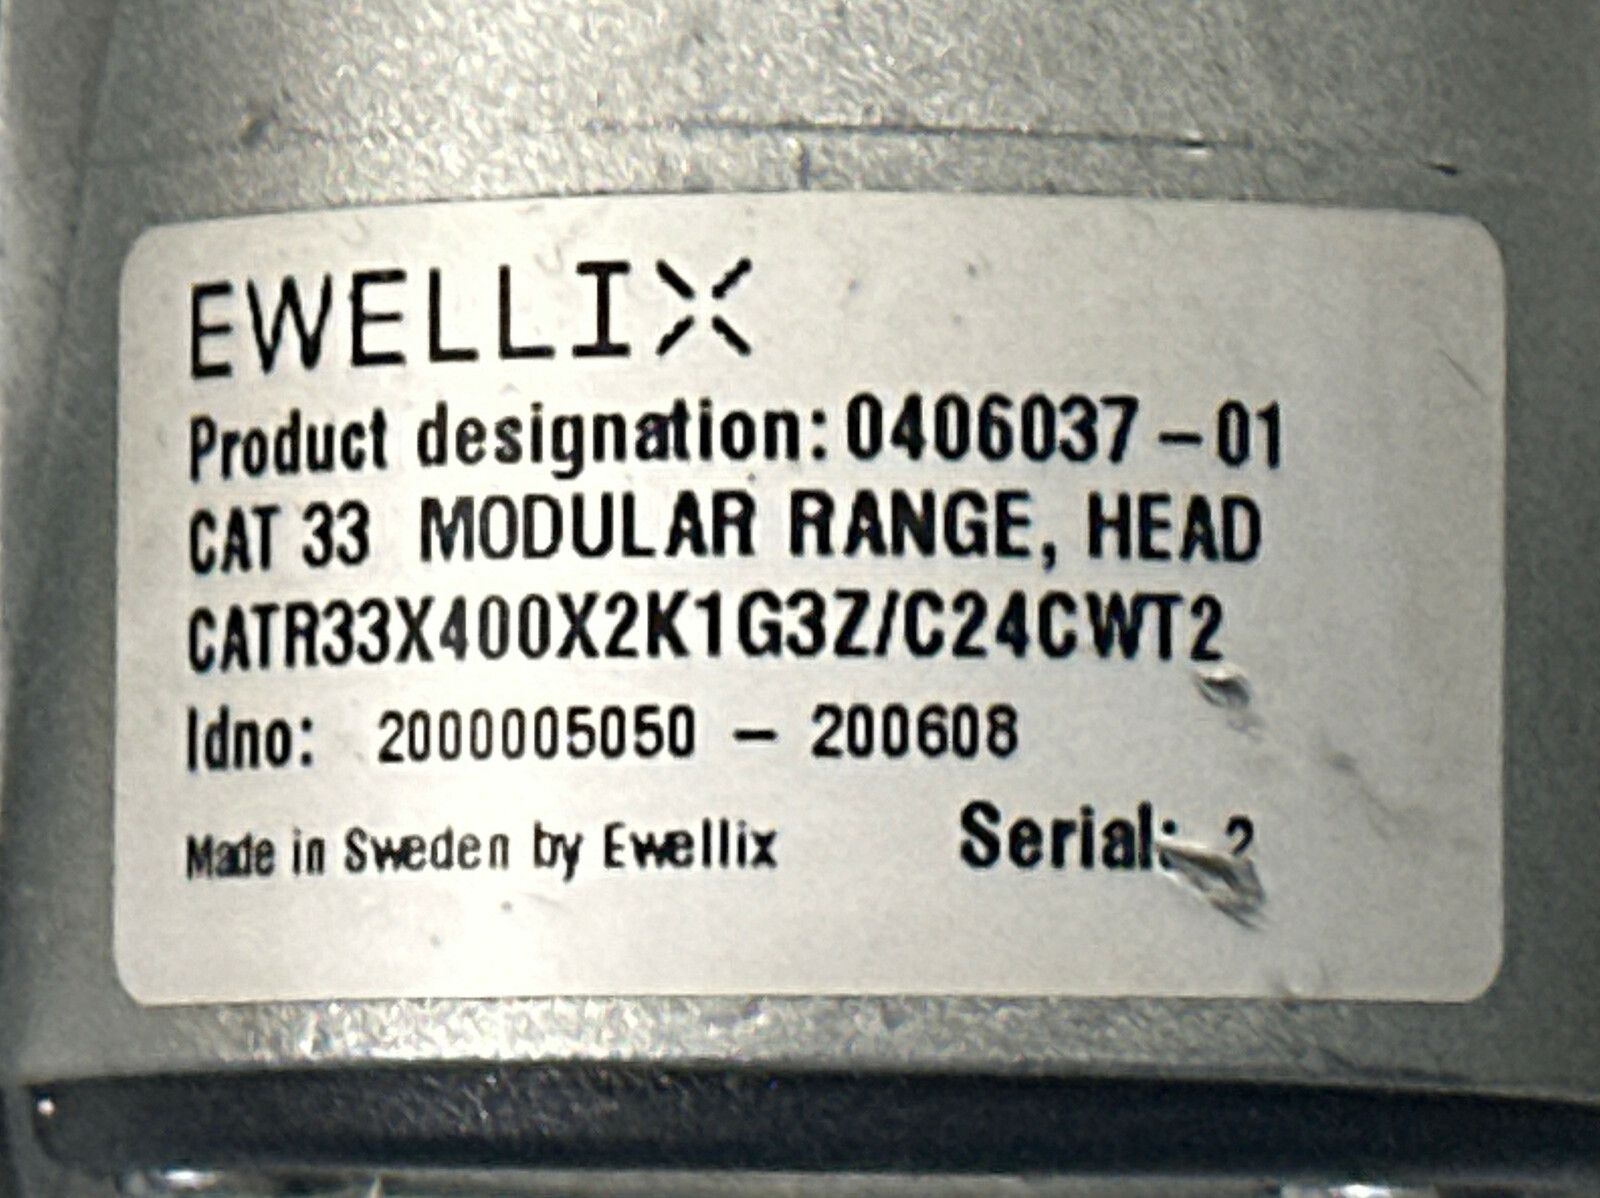 EWELLIX
Product designation: 0406037-01
CAT 33 MODULAR RANGE, HEAD
CATR33X400X2K1G3Z/C24CWT2
Idno: 2000005050 - 200608
Made in Sweden by Ewellix Serial: 2